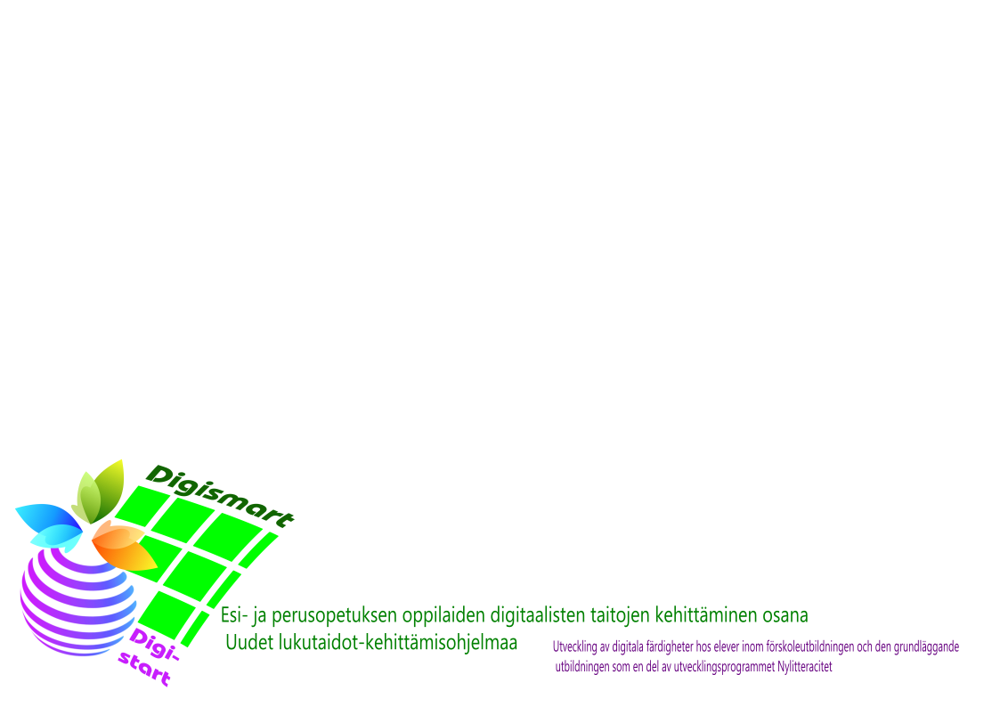 Digismart
Esi- ja perusopetuksen oppilaiden digitaalisten taitojen kehittäminen osana
Uudet lukutaidot-kehittämisohjelmaa
Digi-
start
Utveckling av digitala färdigheter hos elever inom förskoleutbildningen och den grundläggande
utbildningen som en del av utvecklingsprogrammet Nylitteracitet